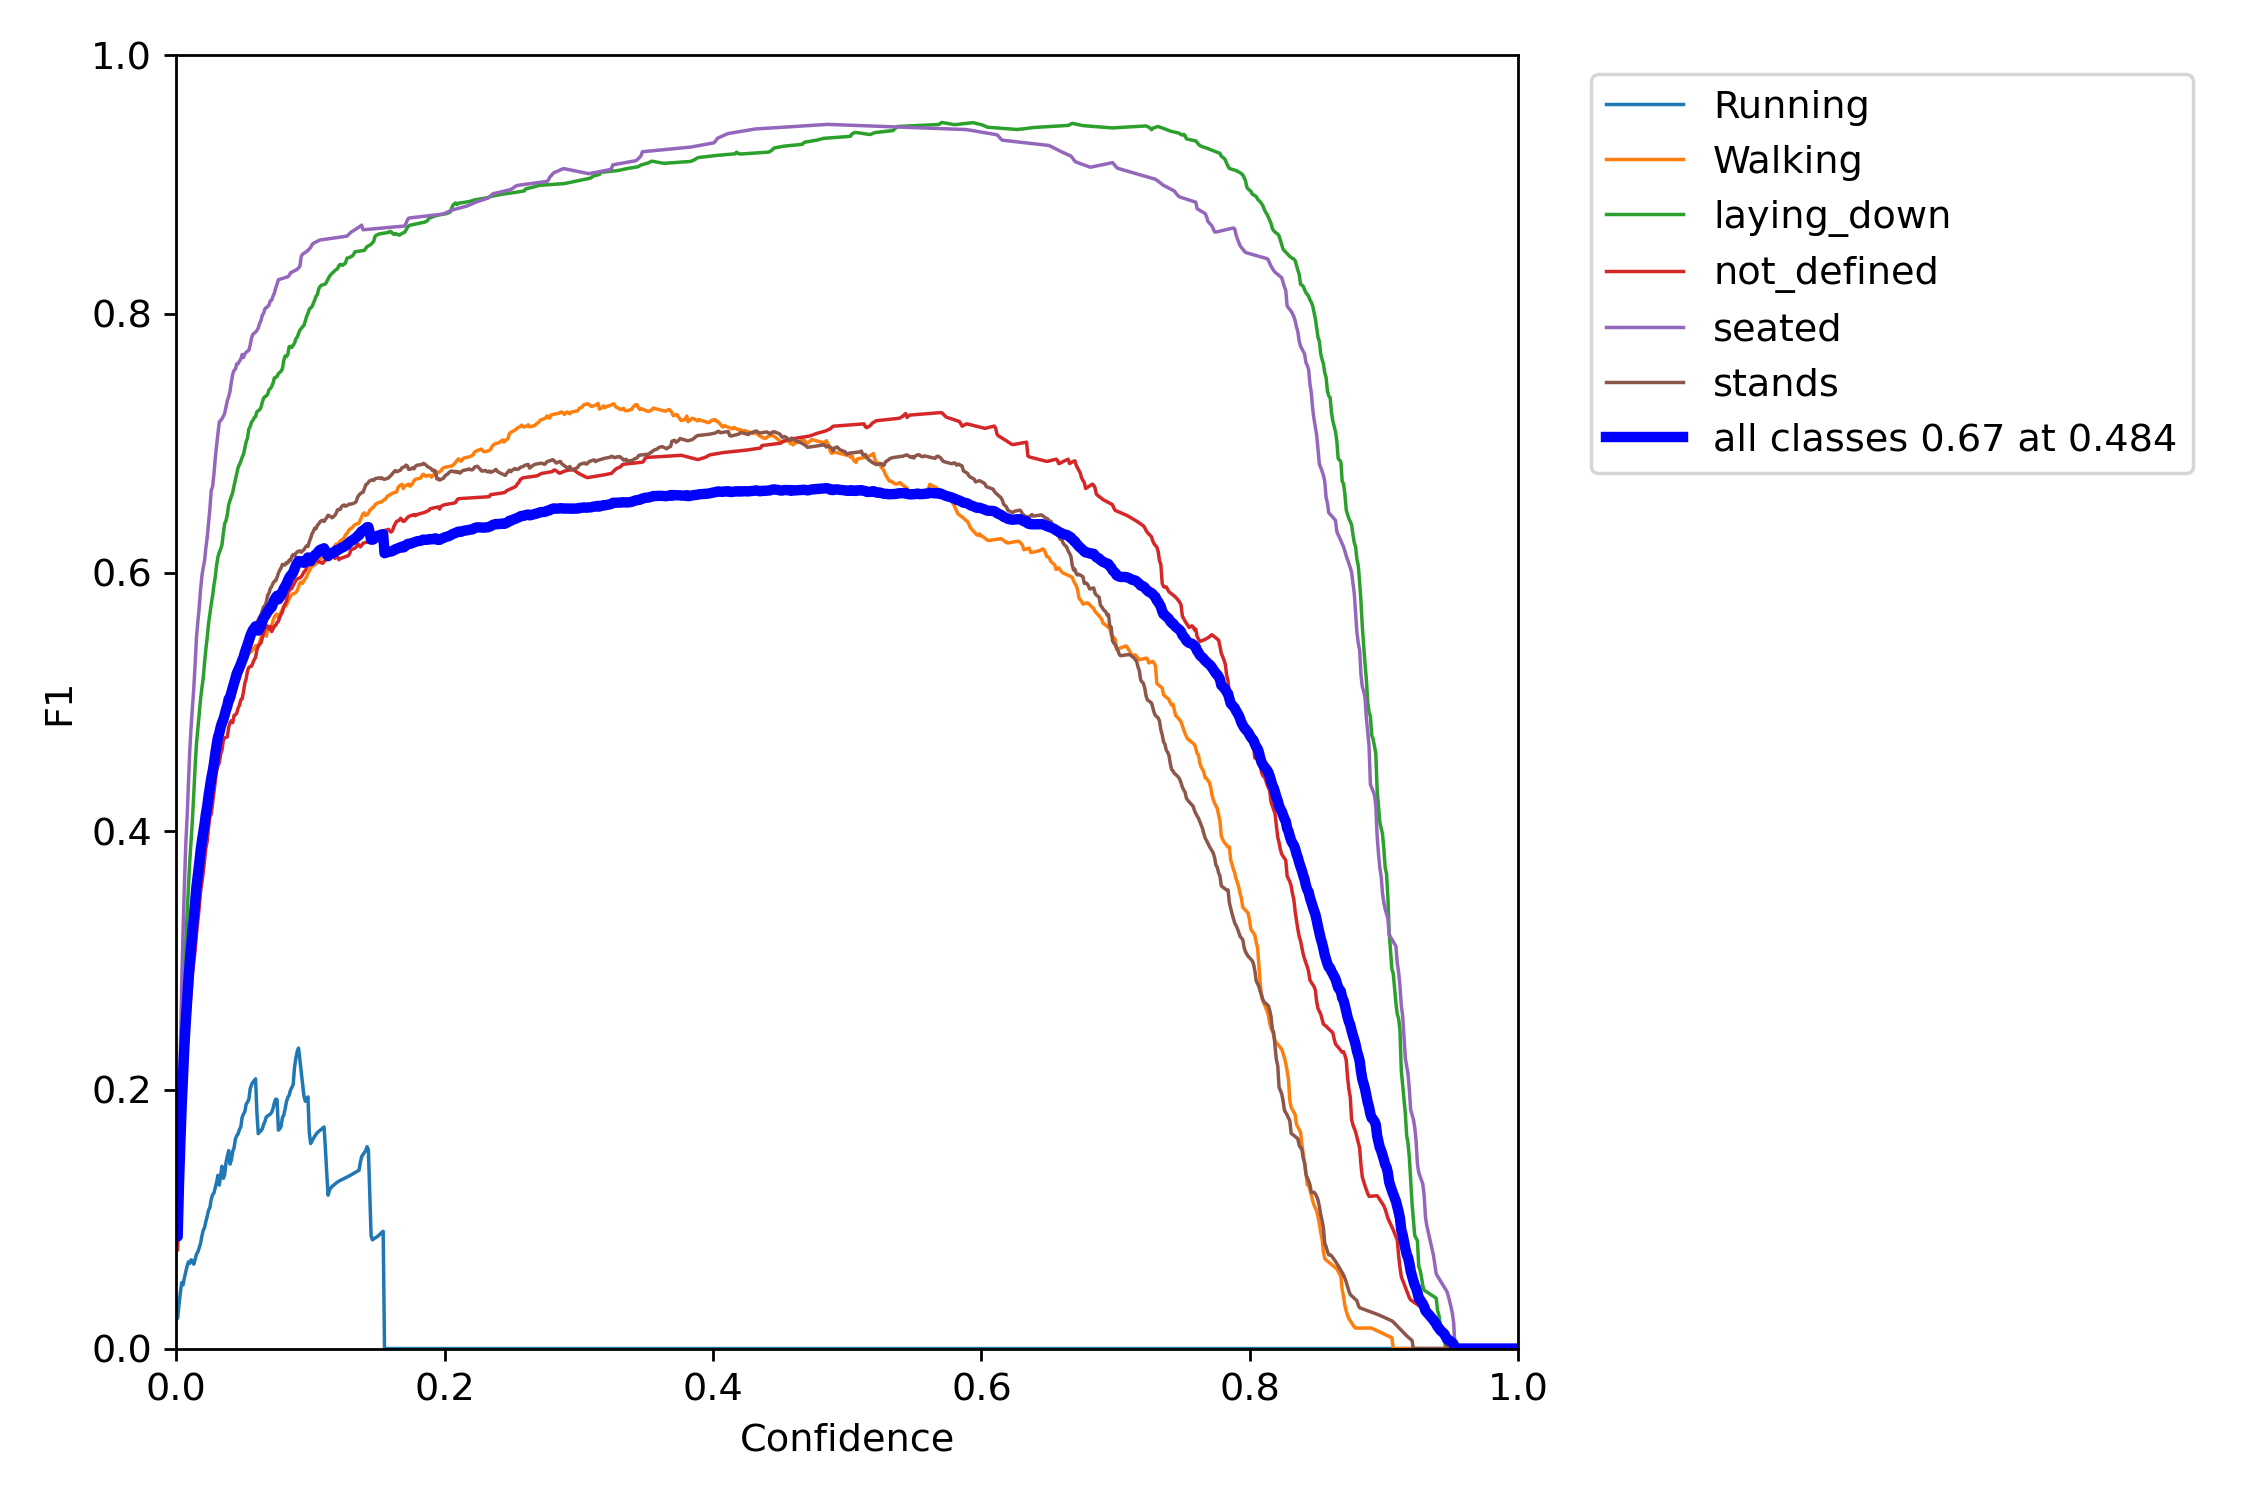 1.0
0.8
0.6
0.4
0.2
0.0
F1
0.0 0.2 0.4 0.6 0.8 1.0
Confidence
Running
Walking
laying_down
not_defined
seated
stands
all classes 0.67 at 0.484